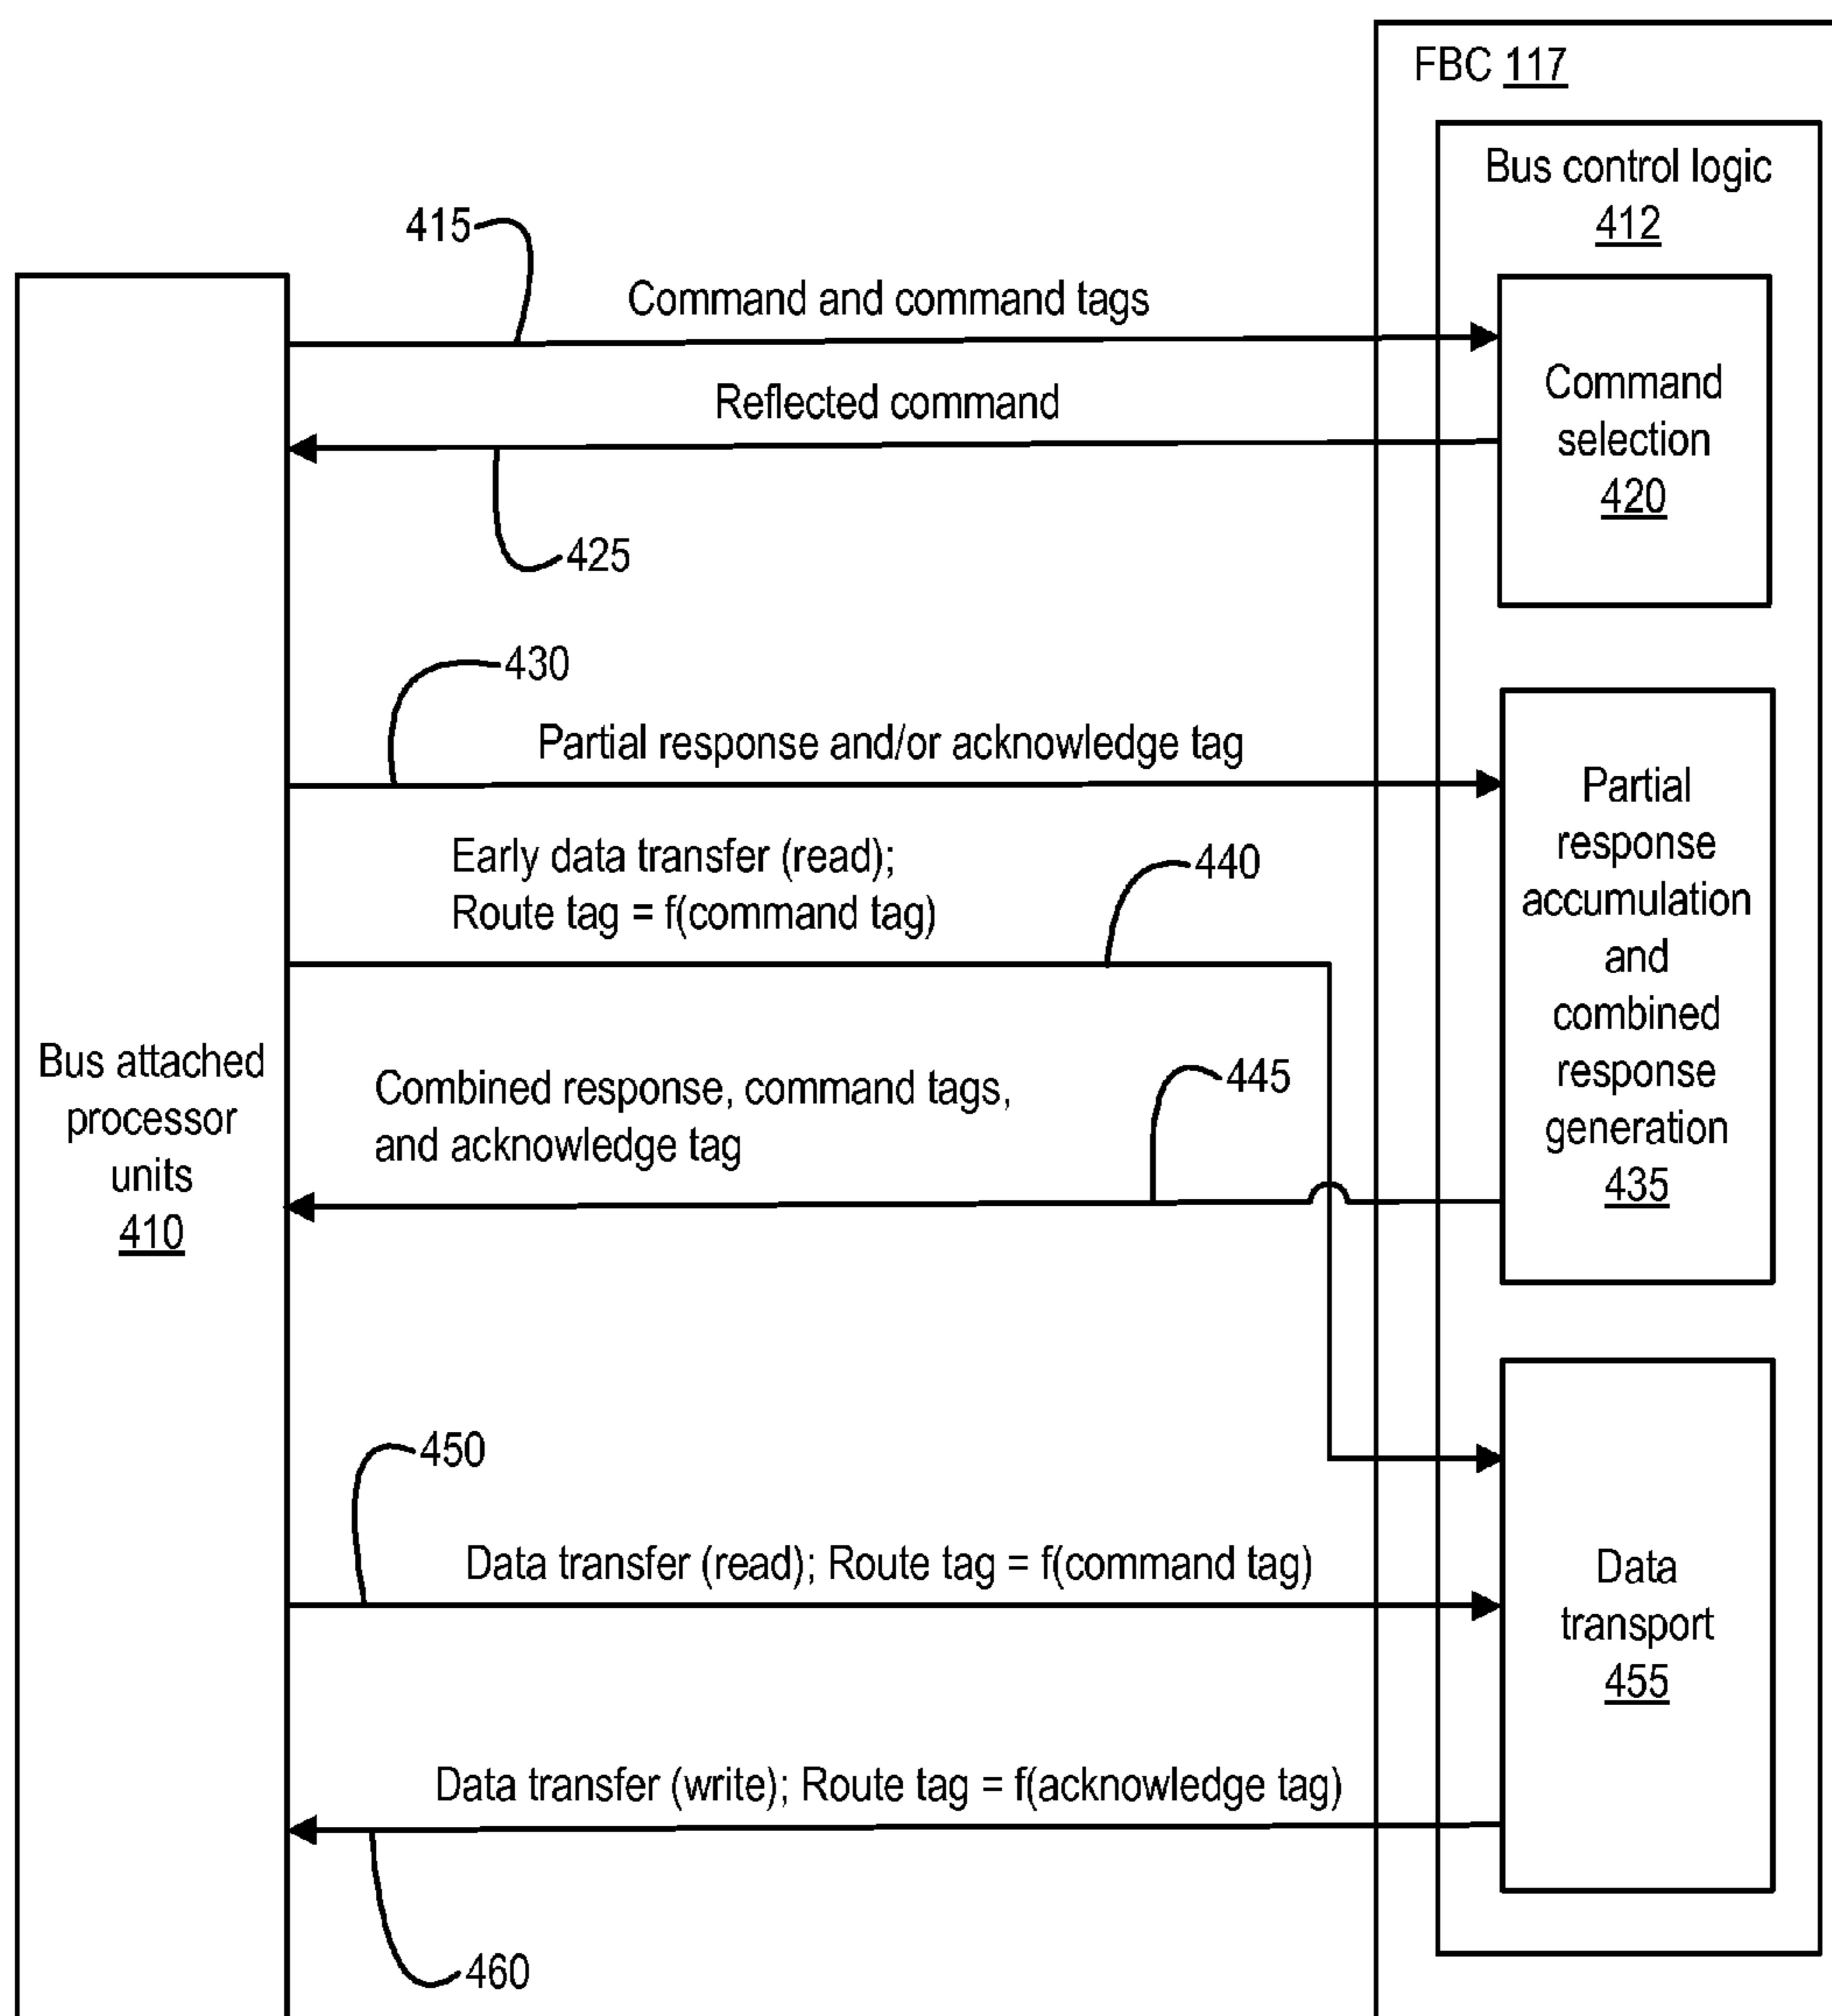 FBC 117
Bus control logic
412
415
Command and command tags
Reflected command
Command
selection
420
425
430
Partial response and/or acknowledge tag
Early data transfer (read);
Route tag = f(command tag)
440
Partial
response
accumulation
and
combined
response
generation
435
Bus attached
processor
units
410
Combined response, command tags,
and acknowledge tag
445
450
Data transfer (read); Route tag = f(command tag)
Data
transport
455
Data transfer (write); Route tag = f(acknowledge tag)
460